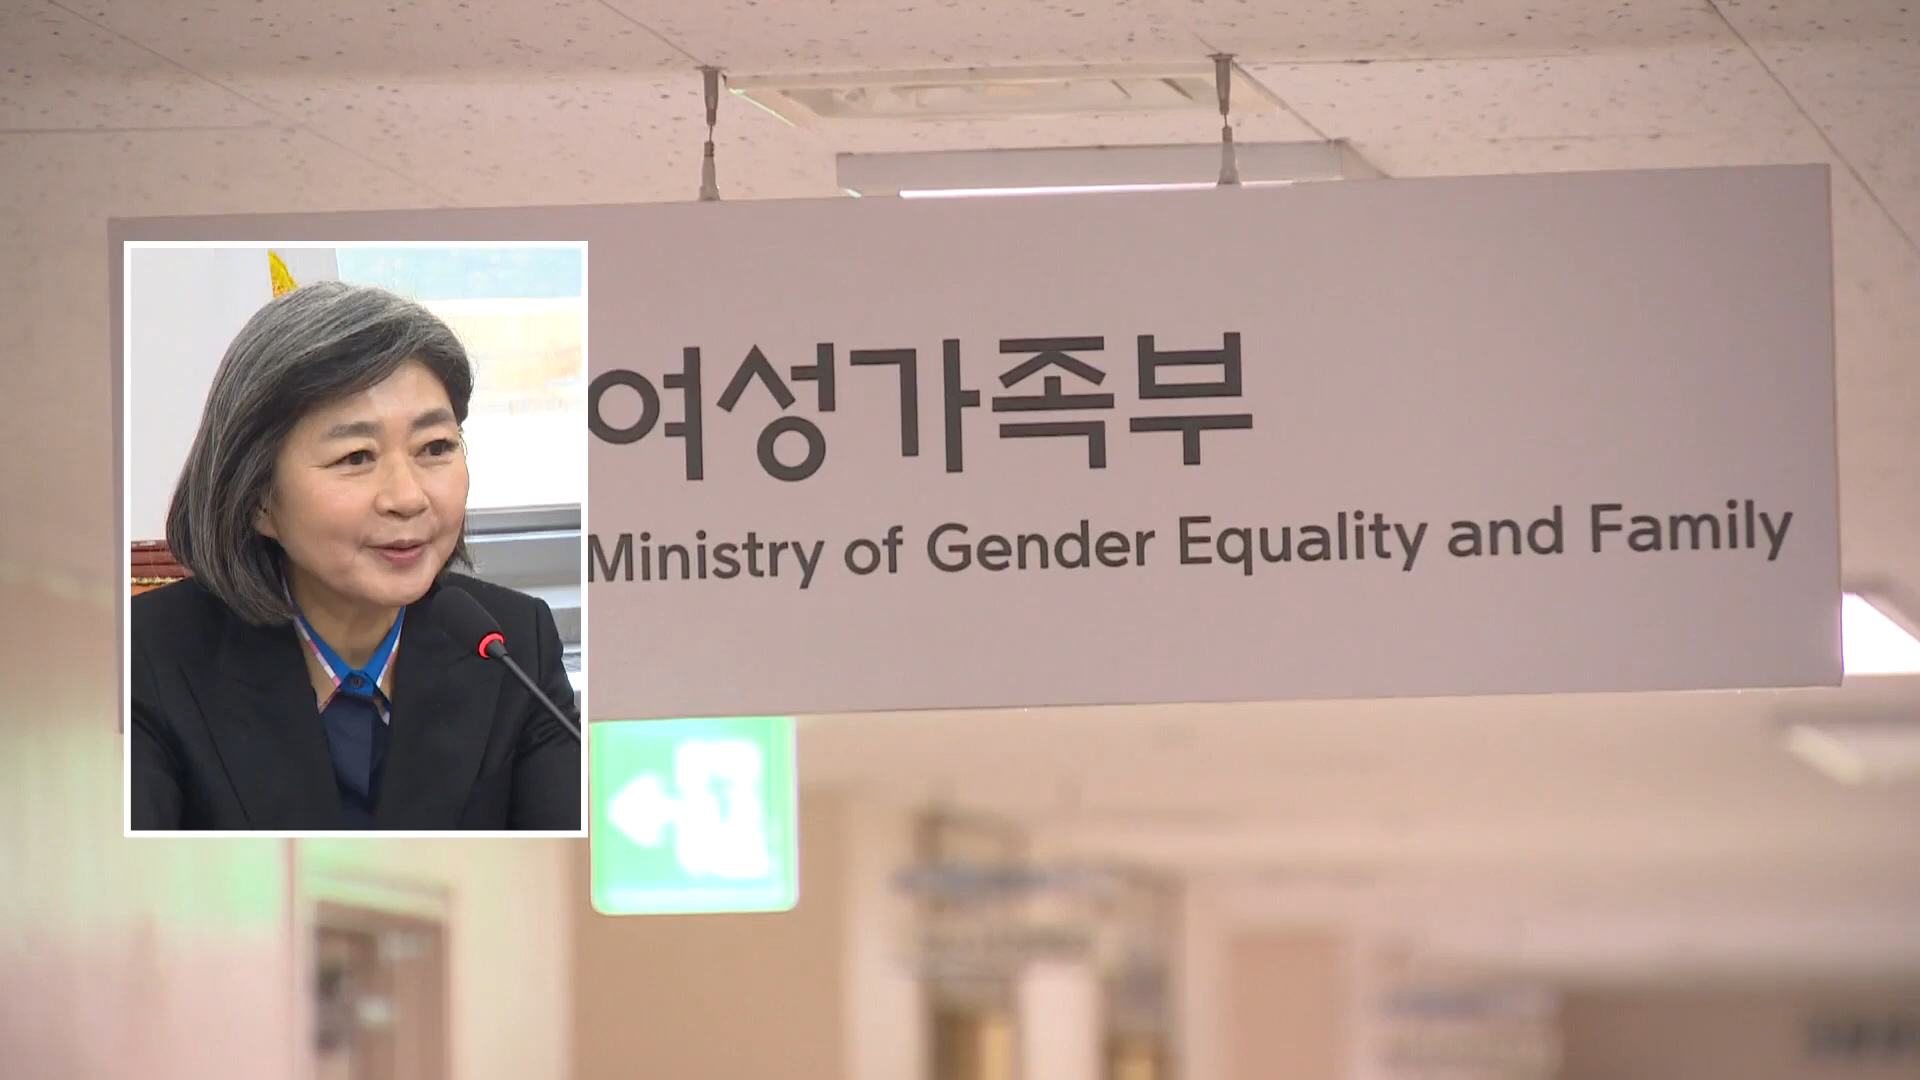 여성가족부
Ministry of Gender Equality and Family